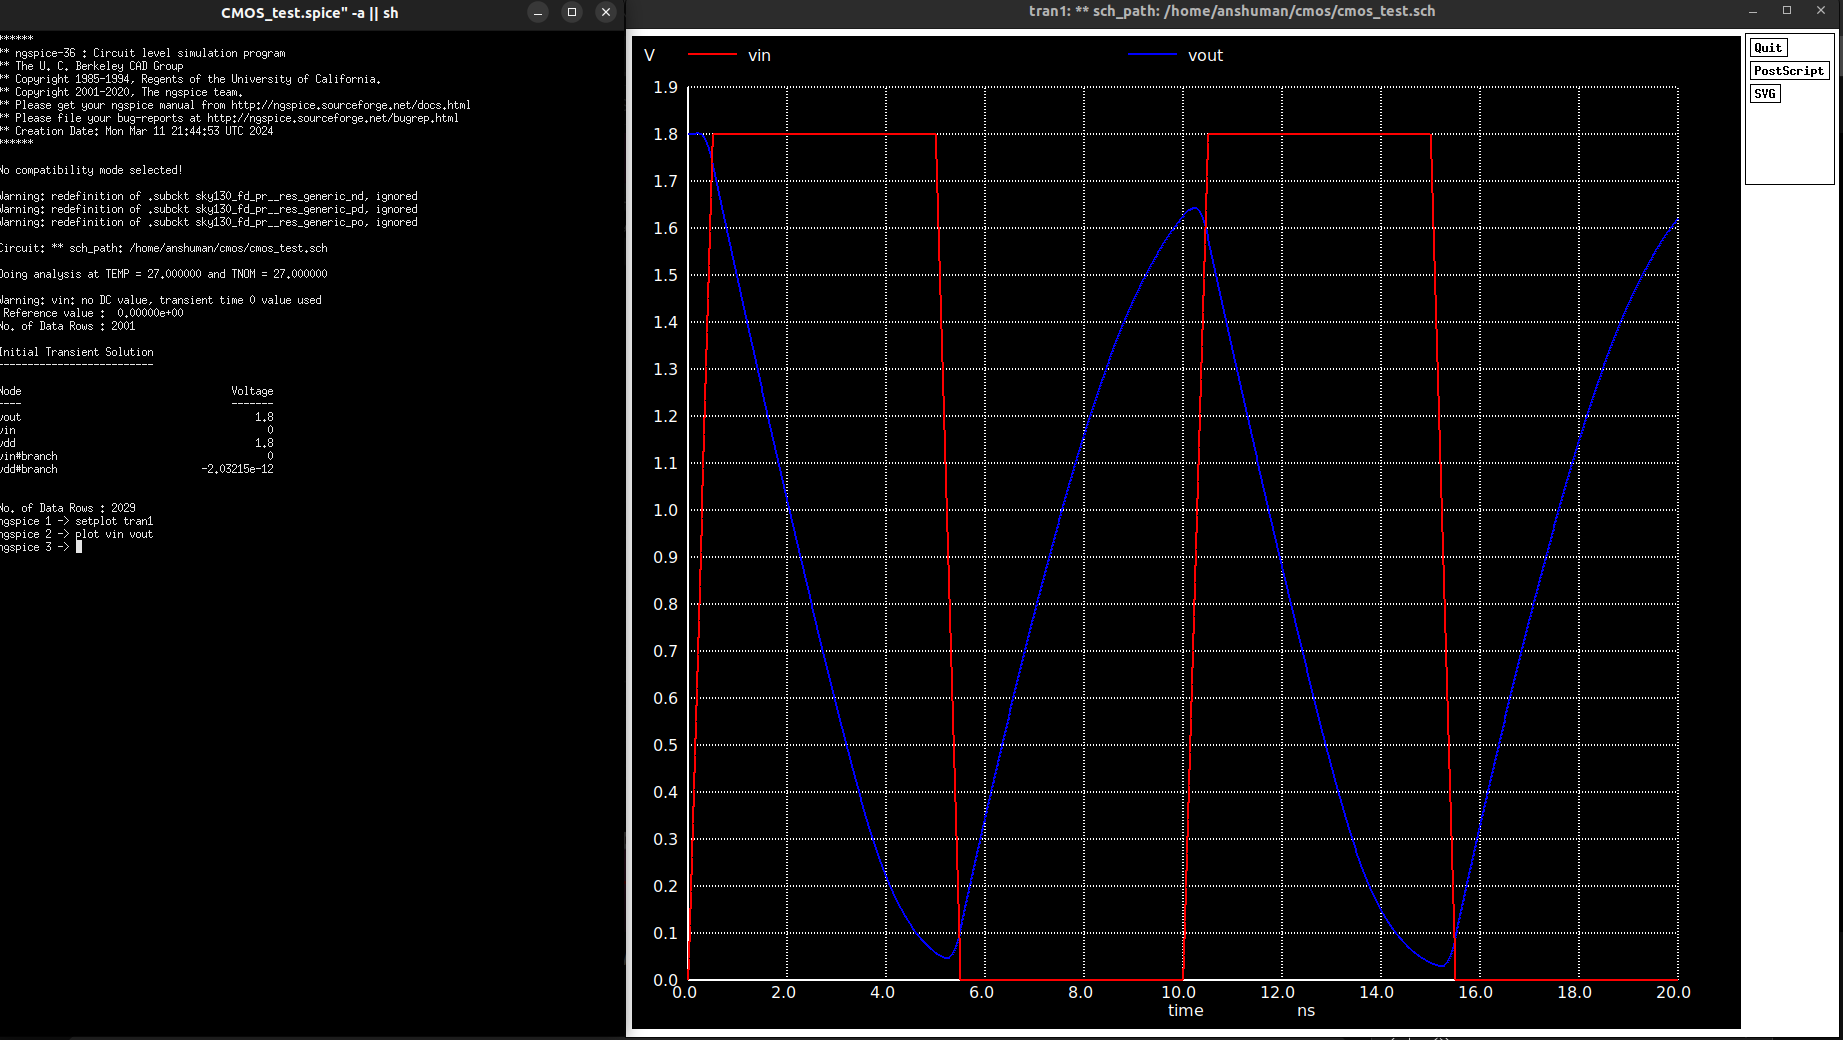 CMOS_test.spice" -a || sh
******
** ngspice-36 : Circuit level simulation program
** The U. C. Berkeley CAD Group
** Copyright 1985-1994, Regents of the University of California.
** Copyright 2001-2020, The ngspice team.
** Please get your ngspice manual from http://ngspice.sourceforge.net/docs.html
** Please file your bug-reports at http://ngspice.sourceforge.net/bugrep.html
** Creation Date: Mon Mar 11 21:44:53 UTC 2024
******
No compatibility mode selected!
Warning: redefinition of .subckt sky130_fd_pr__res_generic_nd, ignored
Warning: redefinition of .subckt sky130_fd_pr__res_generic_pd, ignored
Warning: redefinition of .subckt sky130_fd_pr__res_generic_po, ignored
Circuit: ** sch_path: /home/anshuman/cmos/cmos_test.sch
Doing analysis at TEMP = 27.000000 and TNOM = 27.000000
Warning: vin: no DC value, transient time 0 value used
Reference value :  0.00000e+00
No. of Data Rows : 2001
Initial Transient Solution
--------------------------
Node Voltage
---- -------
vout 1.8
vin 0
vdd 1.8
vin#branch 0
vdd#branch -2.03215e-12
No. of Data Rows : 2029
ngspice 1 -> setplot tran1
ngspice 2 -> plot vin vout
ngspice 3 ->
tran1: ** sch_path: /home/anshuman/cmos/cmos_test.sch
V vin vout
1.9
1.8
1.7
1.6
1.5
1.4
1.3
1.2
1.1
1.0
0.9
0.8
0.7
0.6
0.5
0.4
0.3
0.2
0.1
0.0
0.0 2.0 4.0 6.0 8.0 10.0 12.0 14.0 16.0 18.0 20.0
time ns
Quit
PostScript
SVG